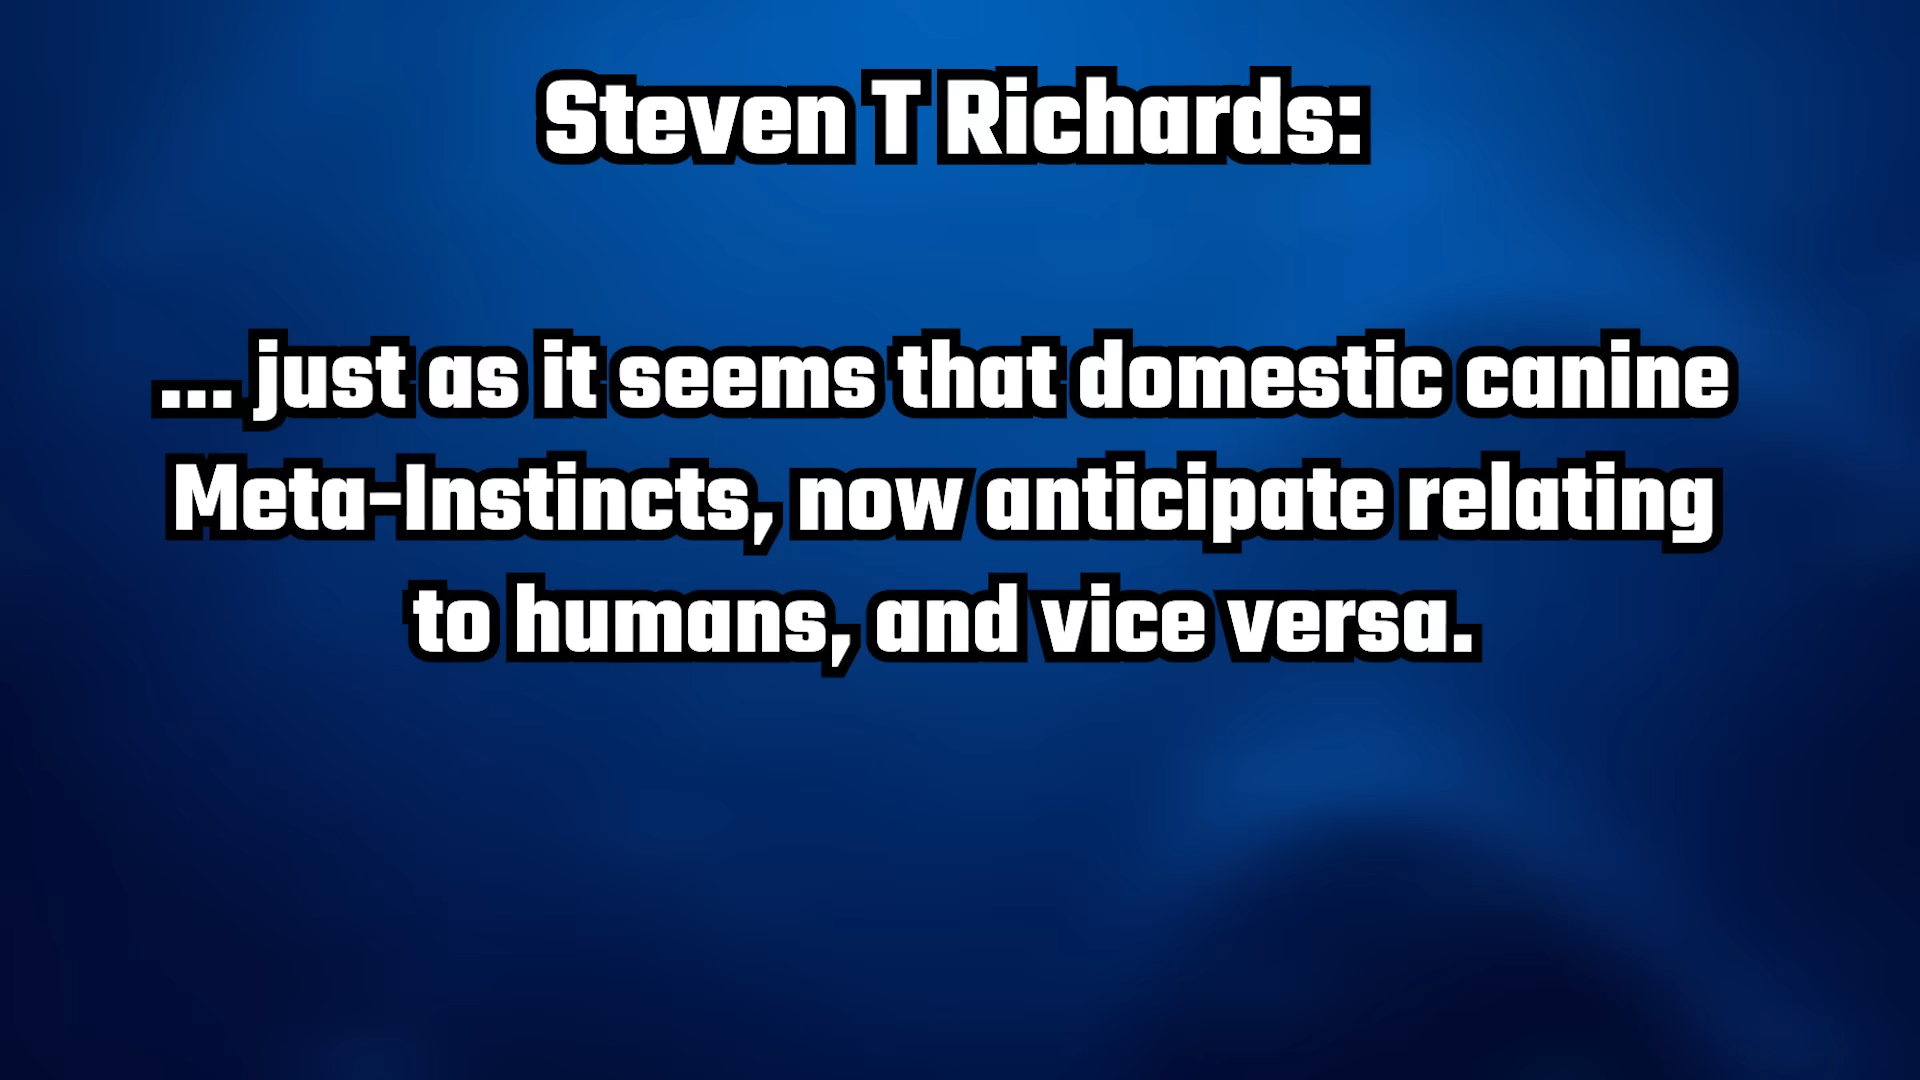 Steven T Richards:
... just as it seems that domestic canine
Meta-Instincts, now anticipate relating
to humans, and vice versa.